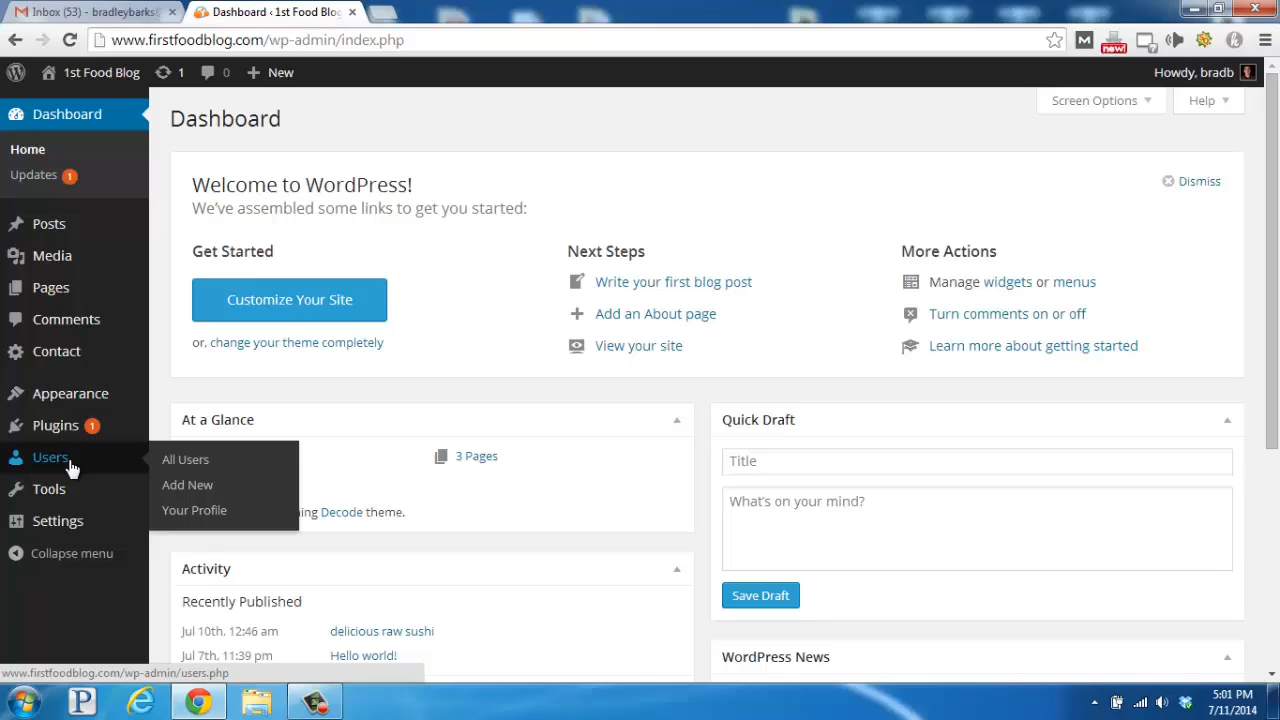 Inbox (53) - bradleybarks@
Dashboard ‹ 1st Food Blog
www.firstfoodblog.com/wp-admin/index.php
new!
1st Food Blog 1 0 New
Howdy, bradb
Dashboard
Home
Updates 1
Posts
Media
Pages
Comments
Contact
Appearance
Plugins 1
Users
Tools
Settings
Collapse menu
All Users
Add New
Your Profile
Dashboard
Screen Options
Help
Welcome to WordPress!
We've assembled some links to get you started:
Dismiss
Get Started
Customize Your Site
or, change your theme completely
Next Steps
Write your first blog post
Add an About page
View your site
More Actions
Manage widgets or menus
Turn comments on or off
Learn more about getting started
At a Glance
3 Pages
Decode theme.
Activity
Recently Published
Jul 10th, 12:46 am delicious raw sushi
Jul 7th, 11:39 pm Hello world!
Quick Draft
Title
What's on your mind?
Save Draft
WordPress News
www.firstfoodblog.com/wp-admin/users.php
5:01 PM
7/11/2014